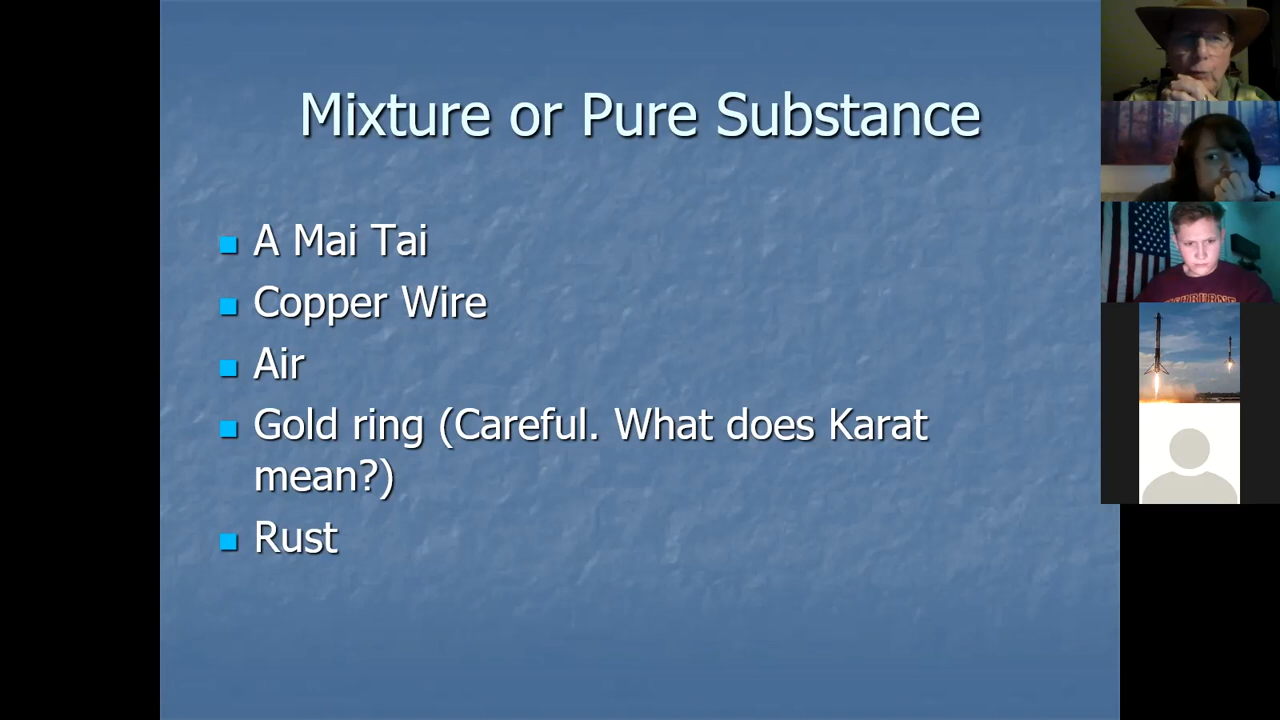 Mixture or Pure Substance
A Mai Tai
Copper Wire
Air
Gold ring (Careful. What does Karat
mean?)
Rust